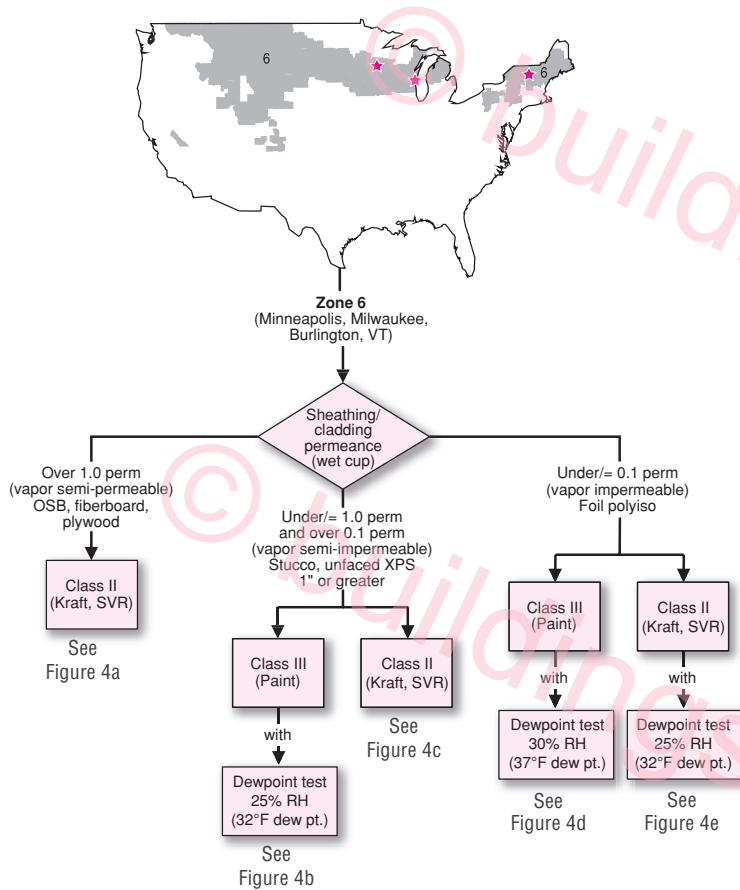 6
6
Zone 6
(Minneapolis, Milwaukee,
Burlington, VT)
Sheathing/
cladding
permeance
(wet cup)
Over 1.0 perm
(vapor semi-permeable)
OSB, fiberboard,
plywood
Class II
(Kraft, SVR)
See
Figure 4a
Under/= 1.0 perm
and over 0.1 perm
(vapor semi-impermeable)
Stucco, unfaced XPS
1" or greater
Class III
(Paint)
with
Dewpoint test
25% RH
(32°F dew pt.)
See
Figure 4b
Class II
(Kraft, SVR)
See
Figure 4c
Under/= 0.1 perm
(vapor impermeable)
Foil polyiso
Class III
(Paint)
with
Dewpoint test
30% RH
(37°F dew pt.)
See
Figure 4d
Class II
(Kraft, SVR)
with
Dewpoint test
25% RH
(32°F dew pt.)
See
Figure 4e
© build
© buildings